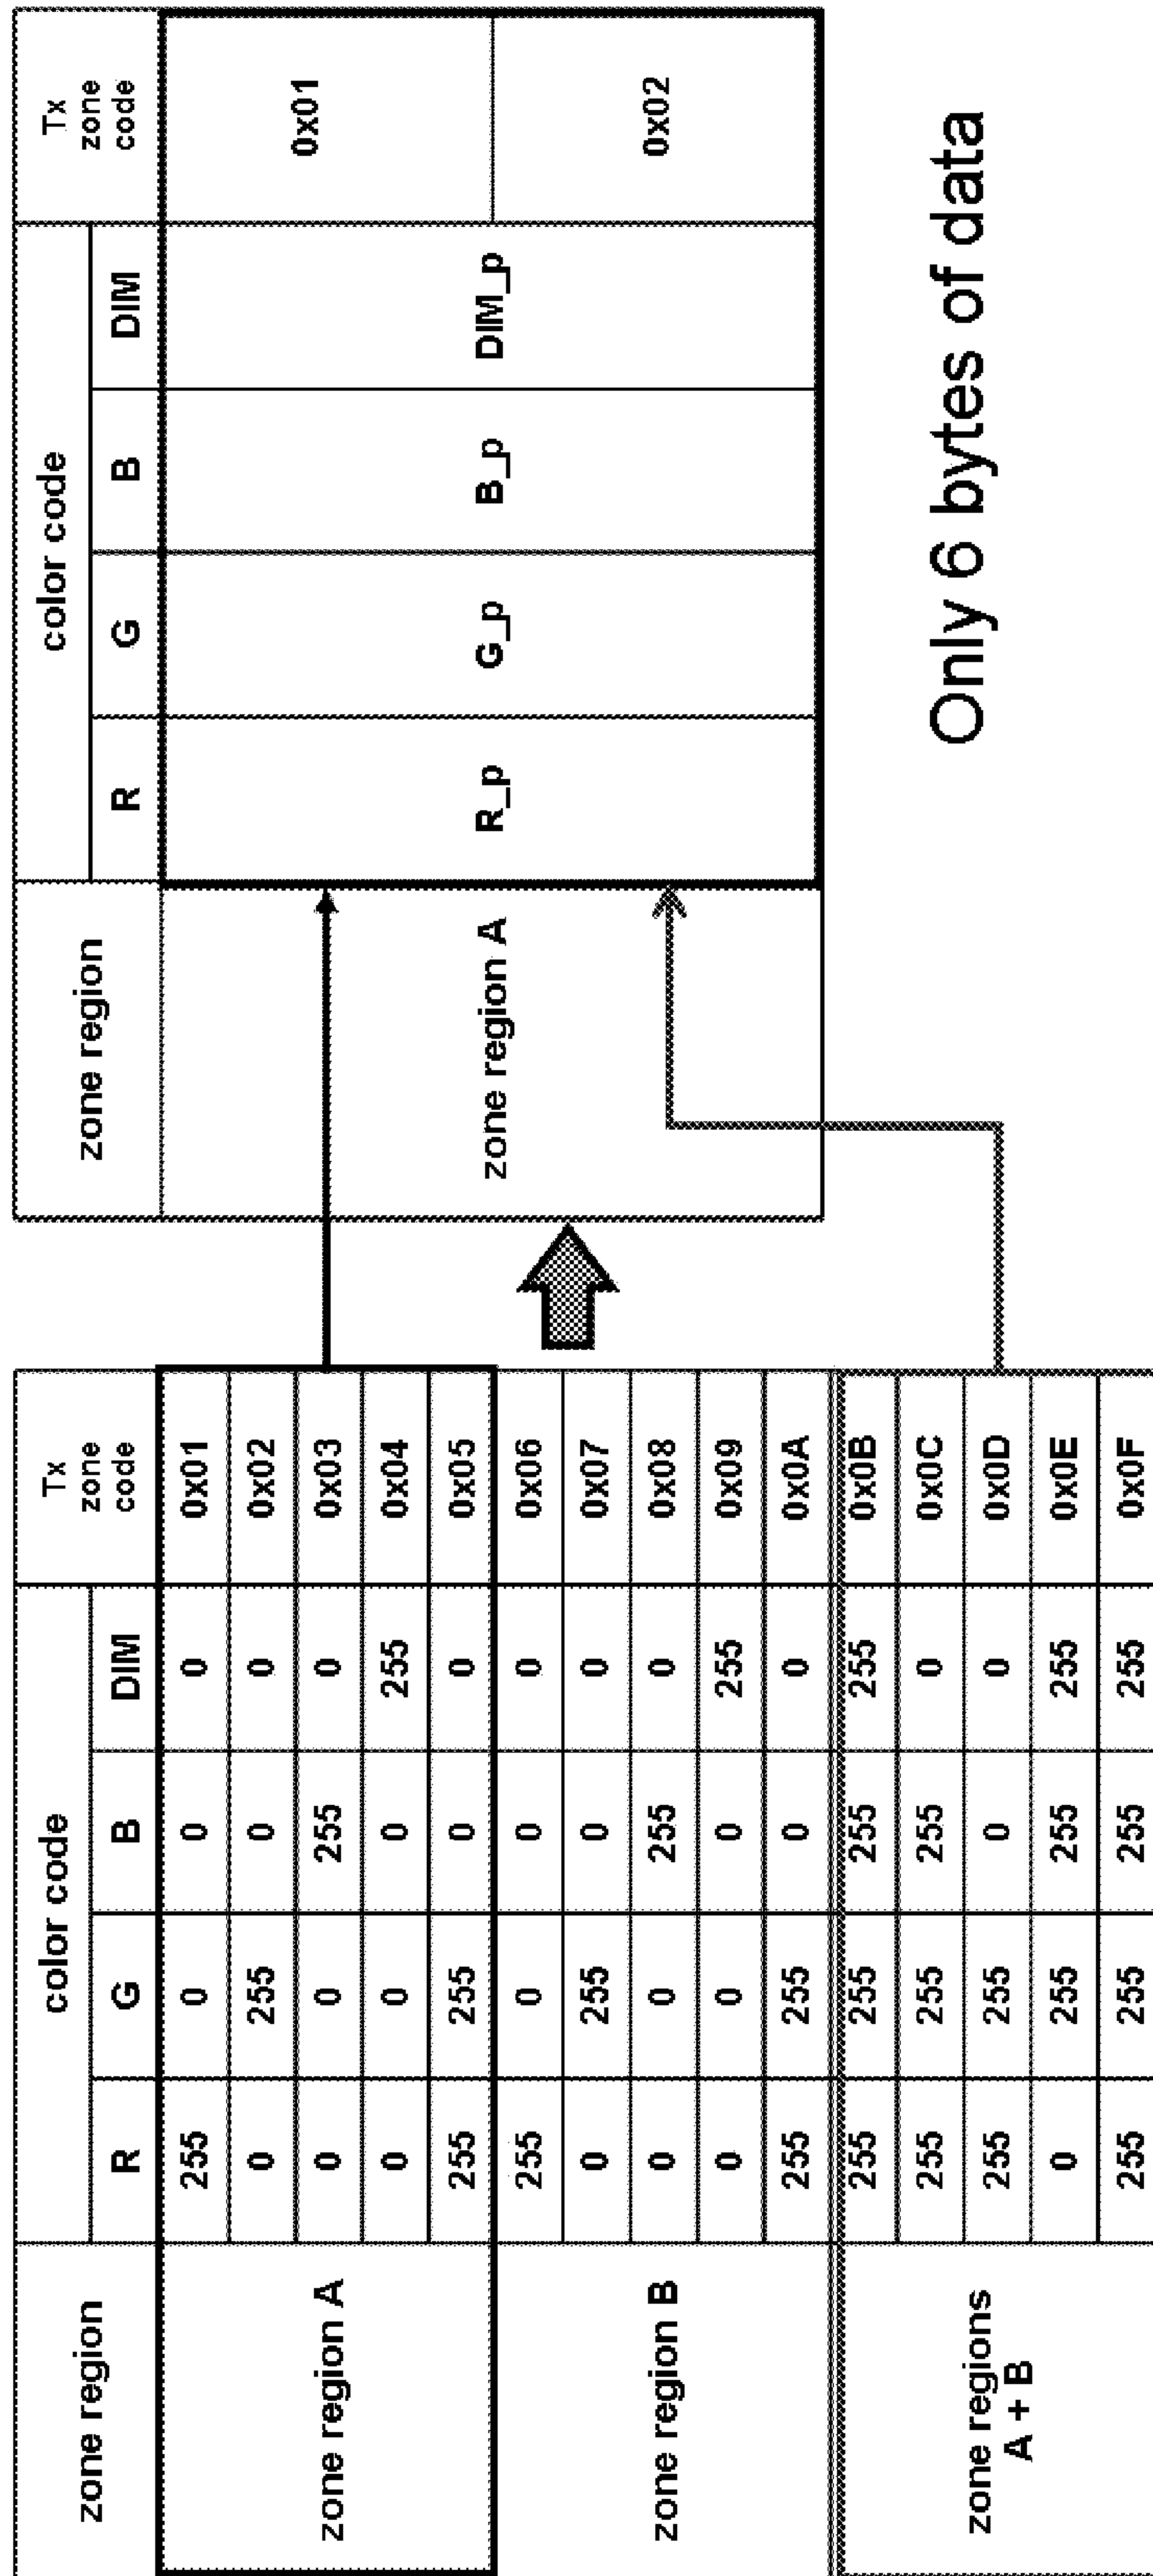 zone region color code Tx zone code
R G B DIM
zone region A 255 0 0 0 0x01
0 255 0 0 0x02
0 0 255 0 0x03
0 0 0 255 0x04
255 255 0 0 0x05
zone region B 255 0 0 0 0x06
0 255 0 0 0x07
0 0 255 0 0x08
0 0 0 255 0x09
255 255 0 0 0x0A
zone regions A + B 255 255 255 255 0x0B
255 255 255 0 0x0C
255 255 0 0 0x0D
0 255 255 255 0x0E
255 255 255 255 0x0F
zone region color code Tx zone code
R G B DIM
zone region A R_p G_p B_p DIM_p 0x01
0x02
Only 6 bytes of data